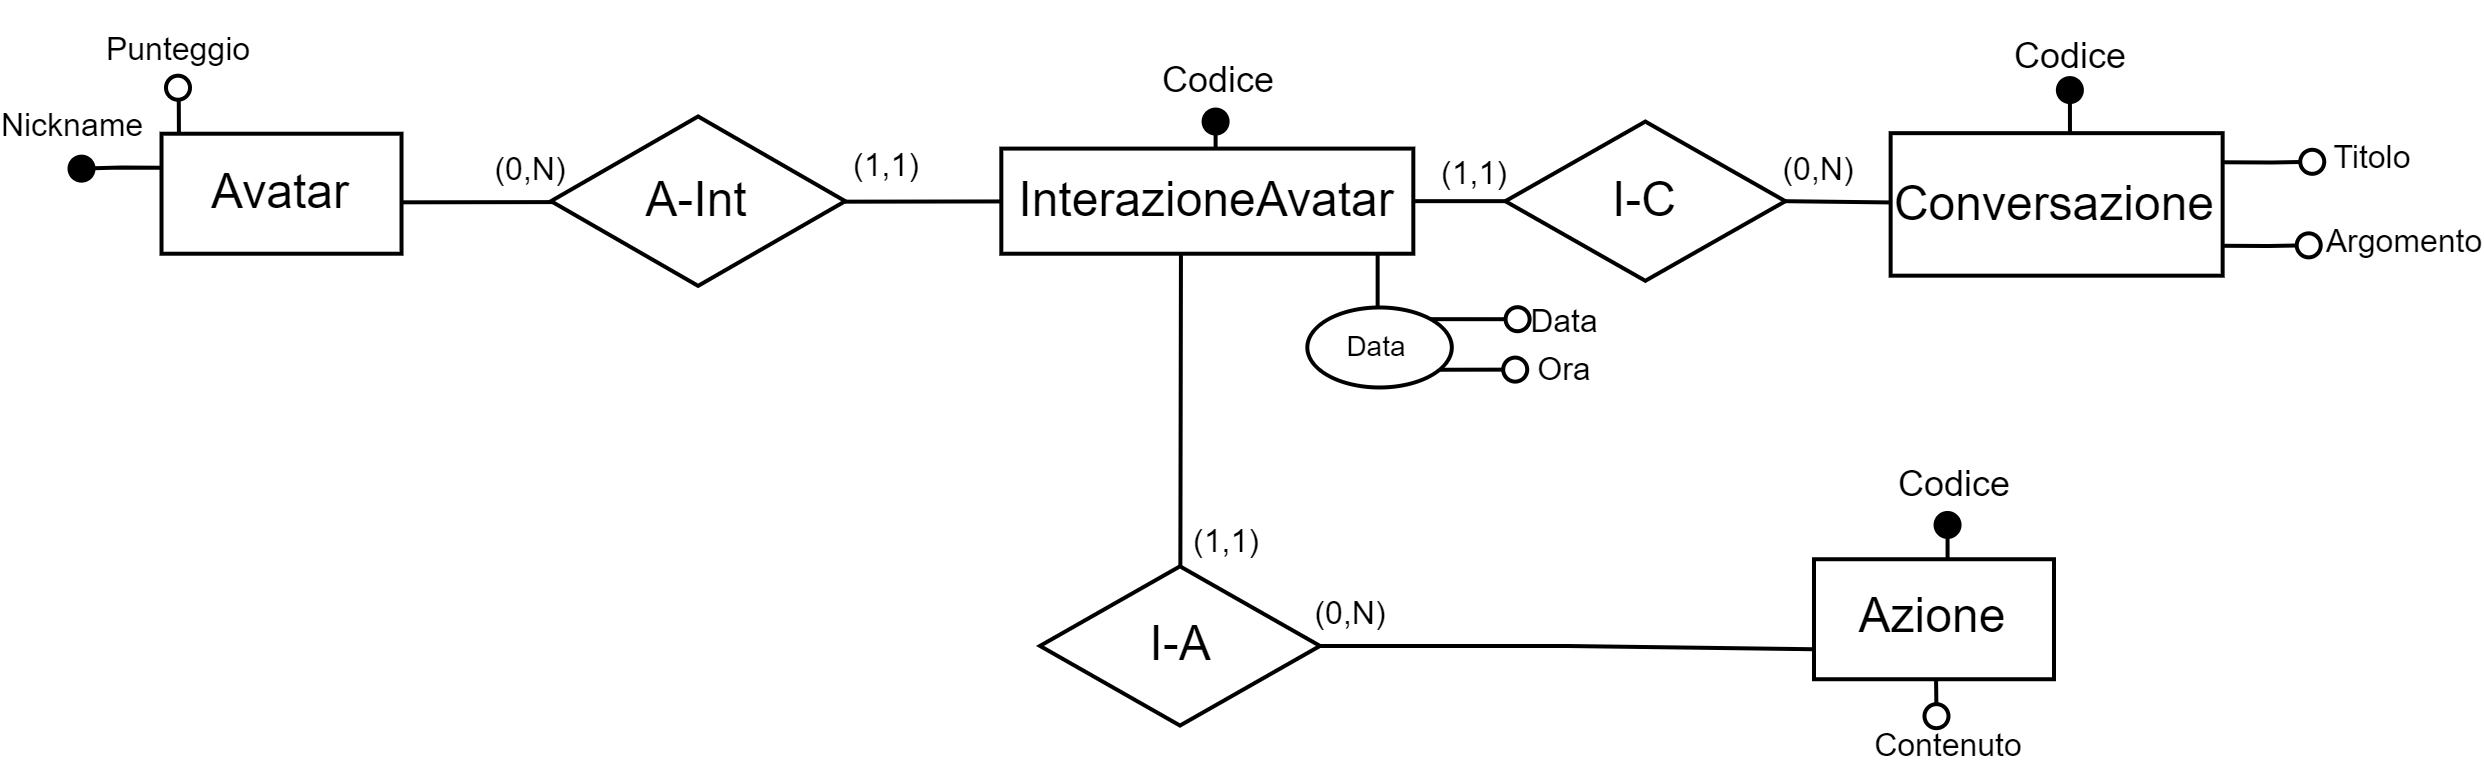 Punteggio
Nickname
Avatar
(0,N)
A-Int
(1,1)
Codice
InterazioneAvatar
(1,1)
I-C
(0,N)
Codice
Conversazione
Titolo
Argomento
Data
Data
Ora
(1,1)
I-A
(0,N)
Codice
Azione
Contenuto